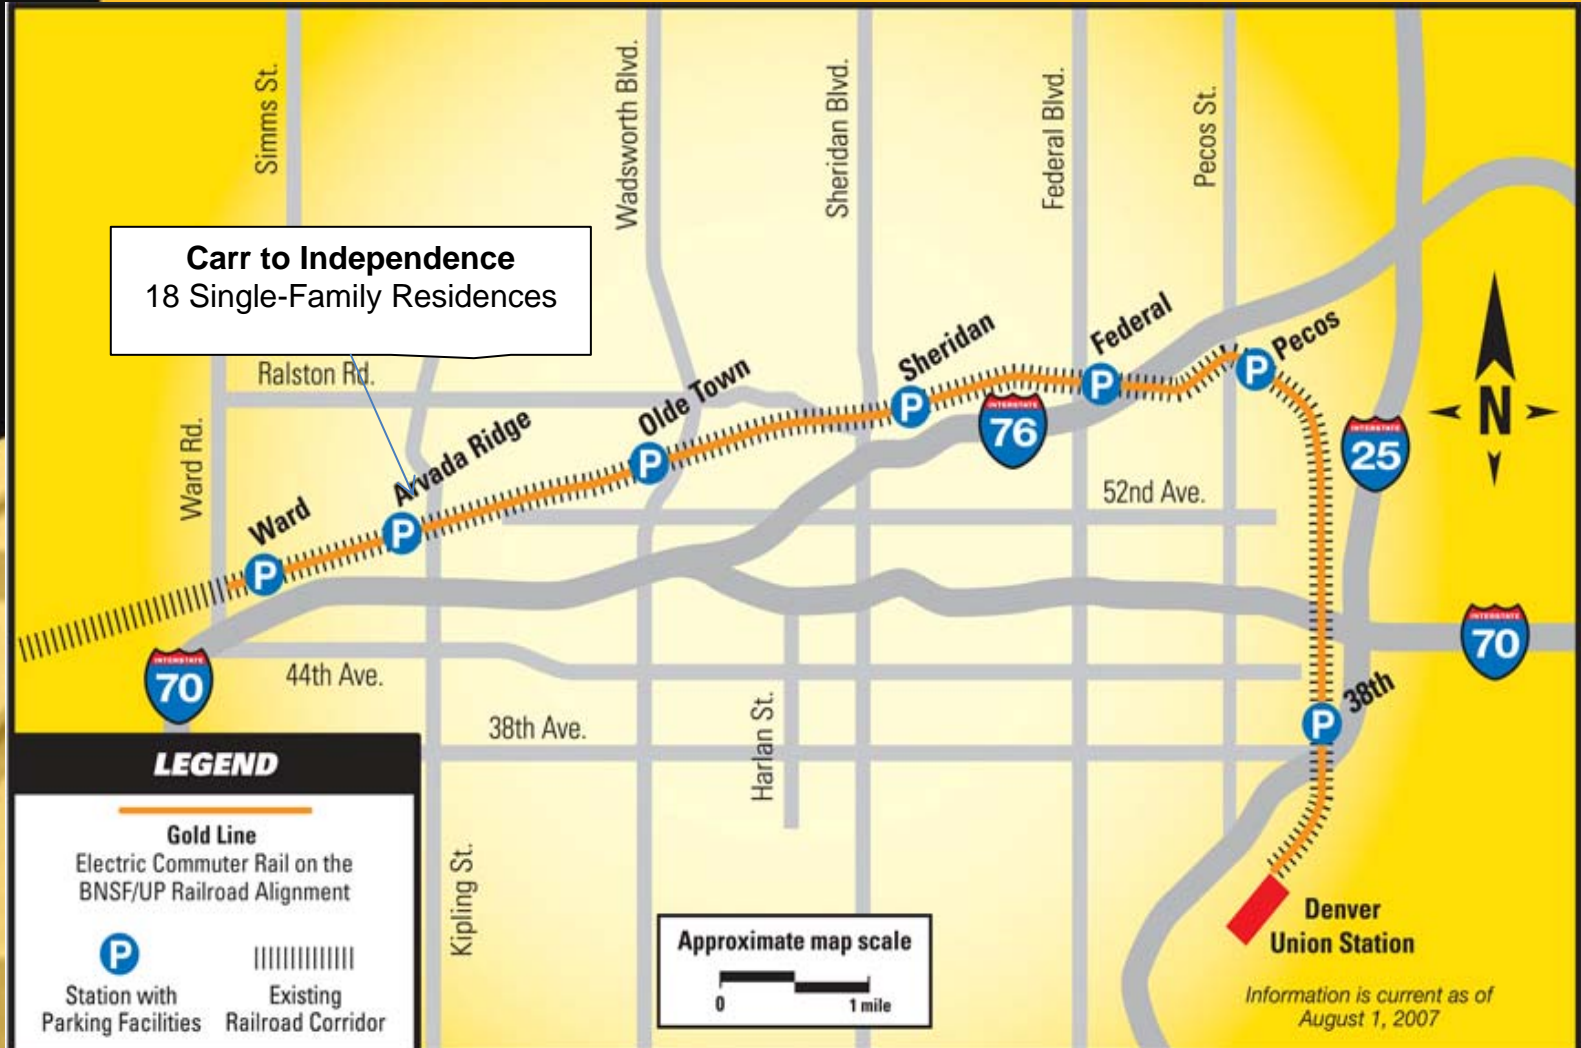 Simms St.
Wadsworth Blvd.
Sheridan Blvd.
Federal Blvd.
Pecos St.
Carr to Independence
18 Single-Family Residences
Ralston Rd.
Ward Rd.
Ward
Arvada Ridge
Olde Town
Sheridan
Federal
Pecos
P
P
P
P
P
P
INTERSTATE
76
INTERSTATE
25
N
52nd Ave.
INTERSTATE
70
INTERSTATE
70
44th Ave.
38th Ave.
Harlan St.
Kipling St.
P
38th
LEGEND
Gold Line
Electric Commuter Rail on the
BNSF/UP Railroad Alignment
P
Station with
Parking Facilities
Existing
Railroad Corridor
Approximate map scale
0
1 mile
Denver
Union Station
Information is current as of
August 1, 2007